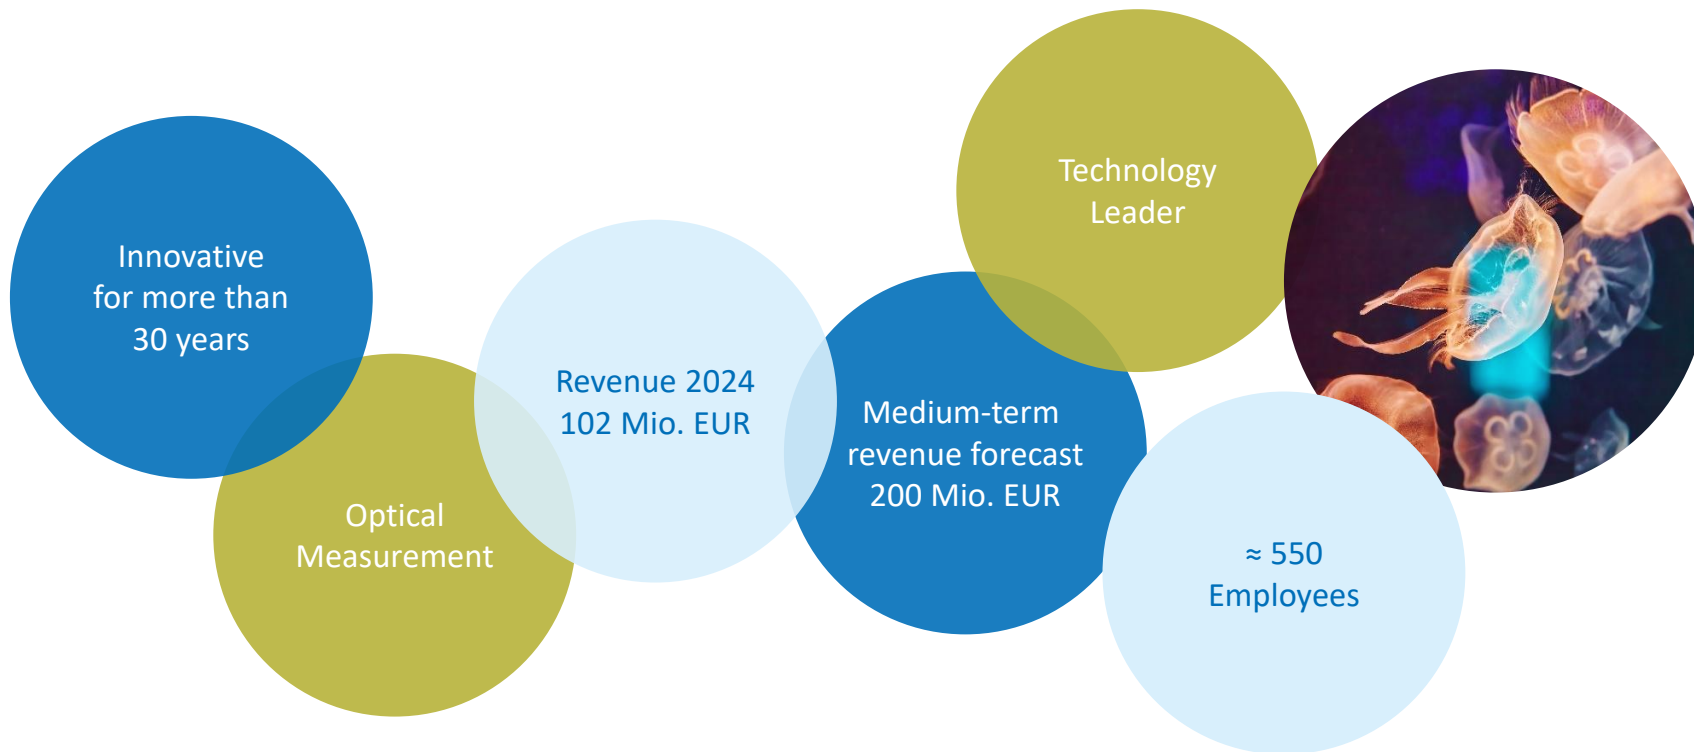 Innovative
for more than
30 years
Optical
Measurement
Revenue 2024
102 Mio. EUR
Medium-term
revenue forecast
200 Mio. EUR
Technology
Leader
≈ 550
Employees